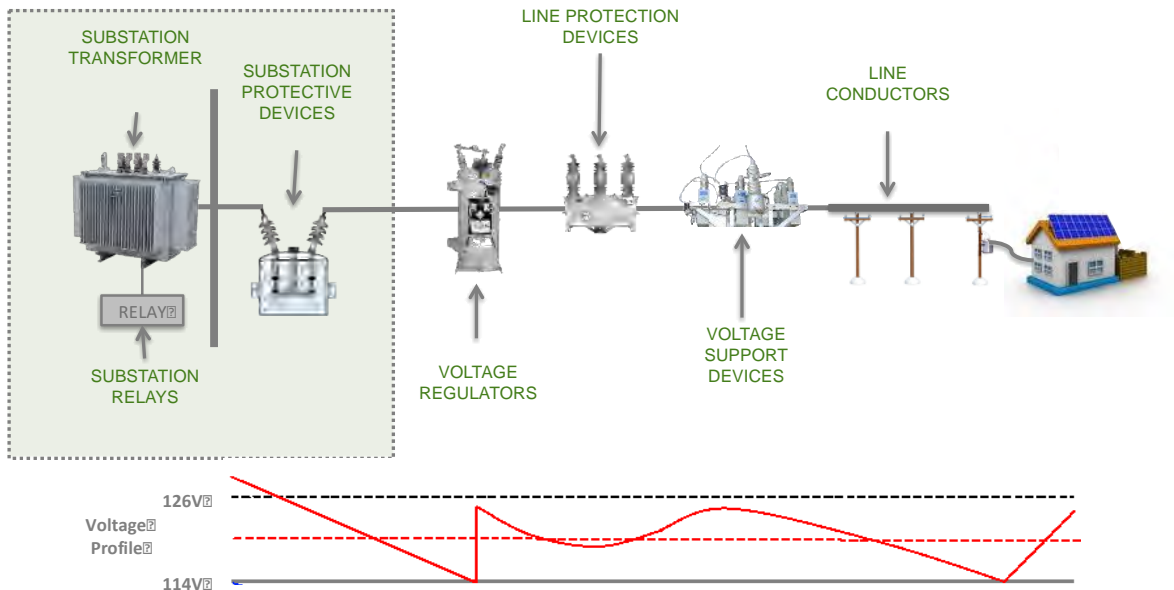 SUBSTATION
TRANSFORMER
SUBSTATION
PROTECTIVE
DEVICES
LINE PROTECTION
DEVICES
LINE
CONDUCTORS
RELAY
SUBSTATION
RELAYS
VOLTAGE
REGULATORS
VOLTAGE
SUPPORT
DEVICES
126V
Voltage
Profile
114V